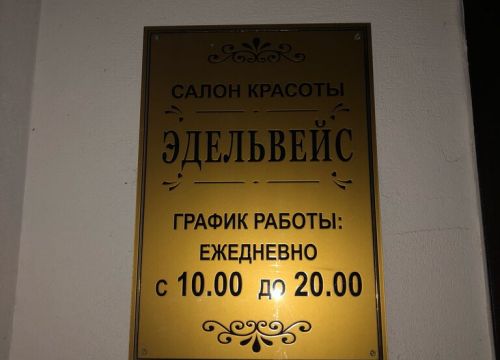 САЛОН КРАСОТЫ
ЭДЕЛЬВЕЙС
ГРАФИК РАБОТЫ:
ЕЖЕДНЕВНО
С 10.00 ДО 20.00